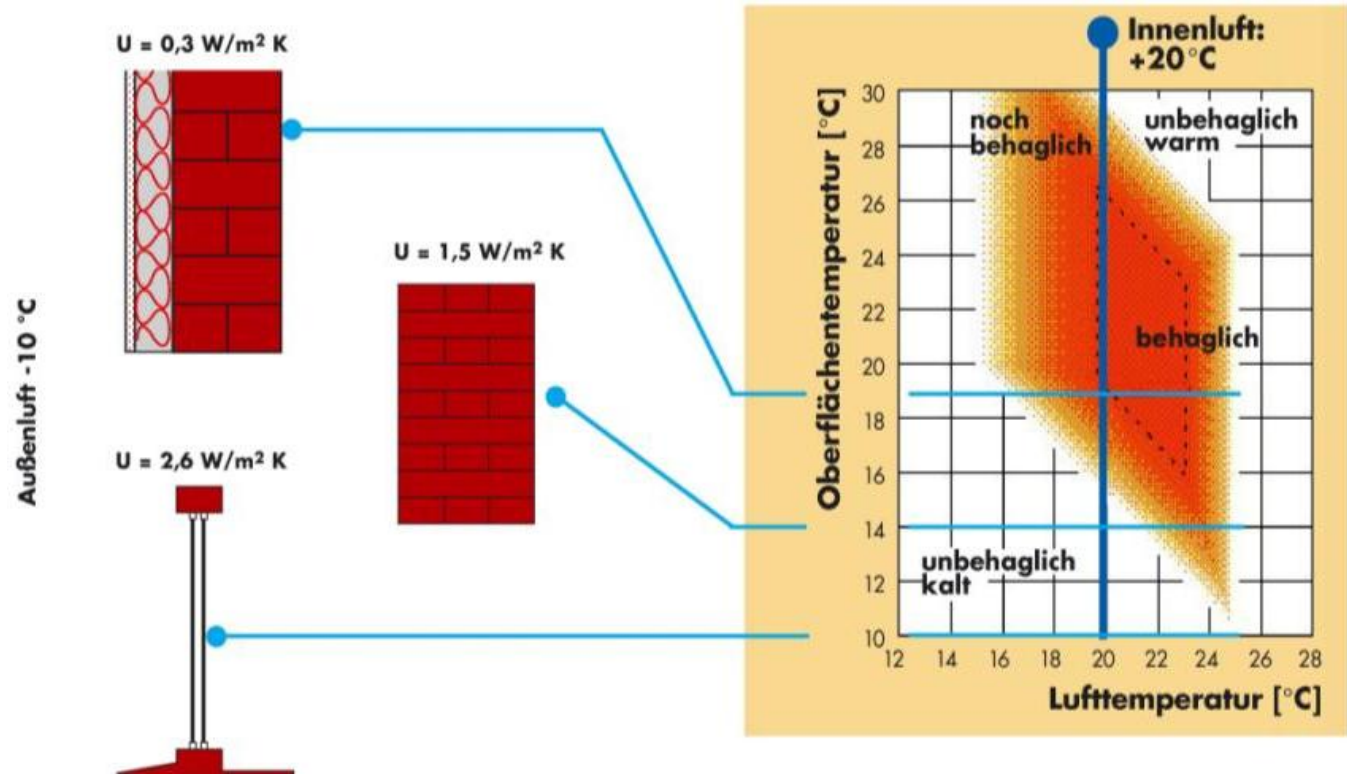 U = 0,3 W/m² K
U = 1,5 W/m² K
U = 2,6 W/m² K
Außenluft -10 °C
Innenluft:
+20°C
Oberflächentemperatur [°C]
30
28
26
24
22
20
18
16
14
12
10
noch
behaglich
unbehaglich
warm
behaglich
unbehaglich
kalt
12 14 16 18 20 22 24 26 28
Lufttemperatur [°C]